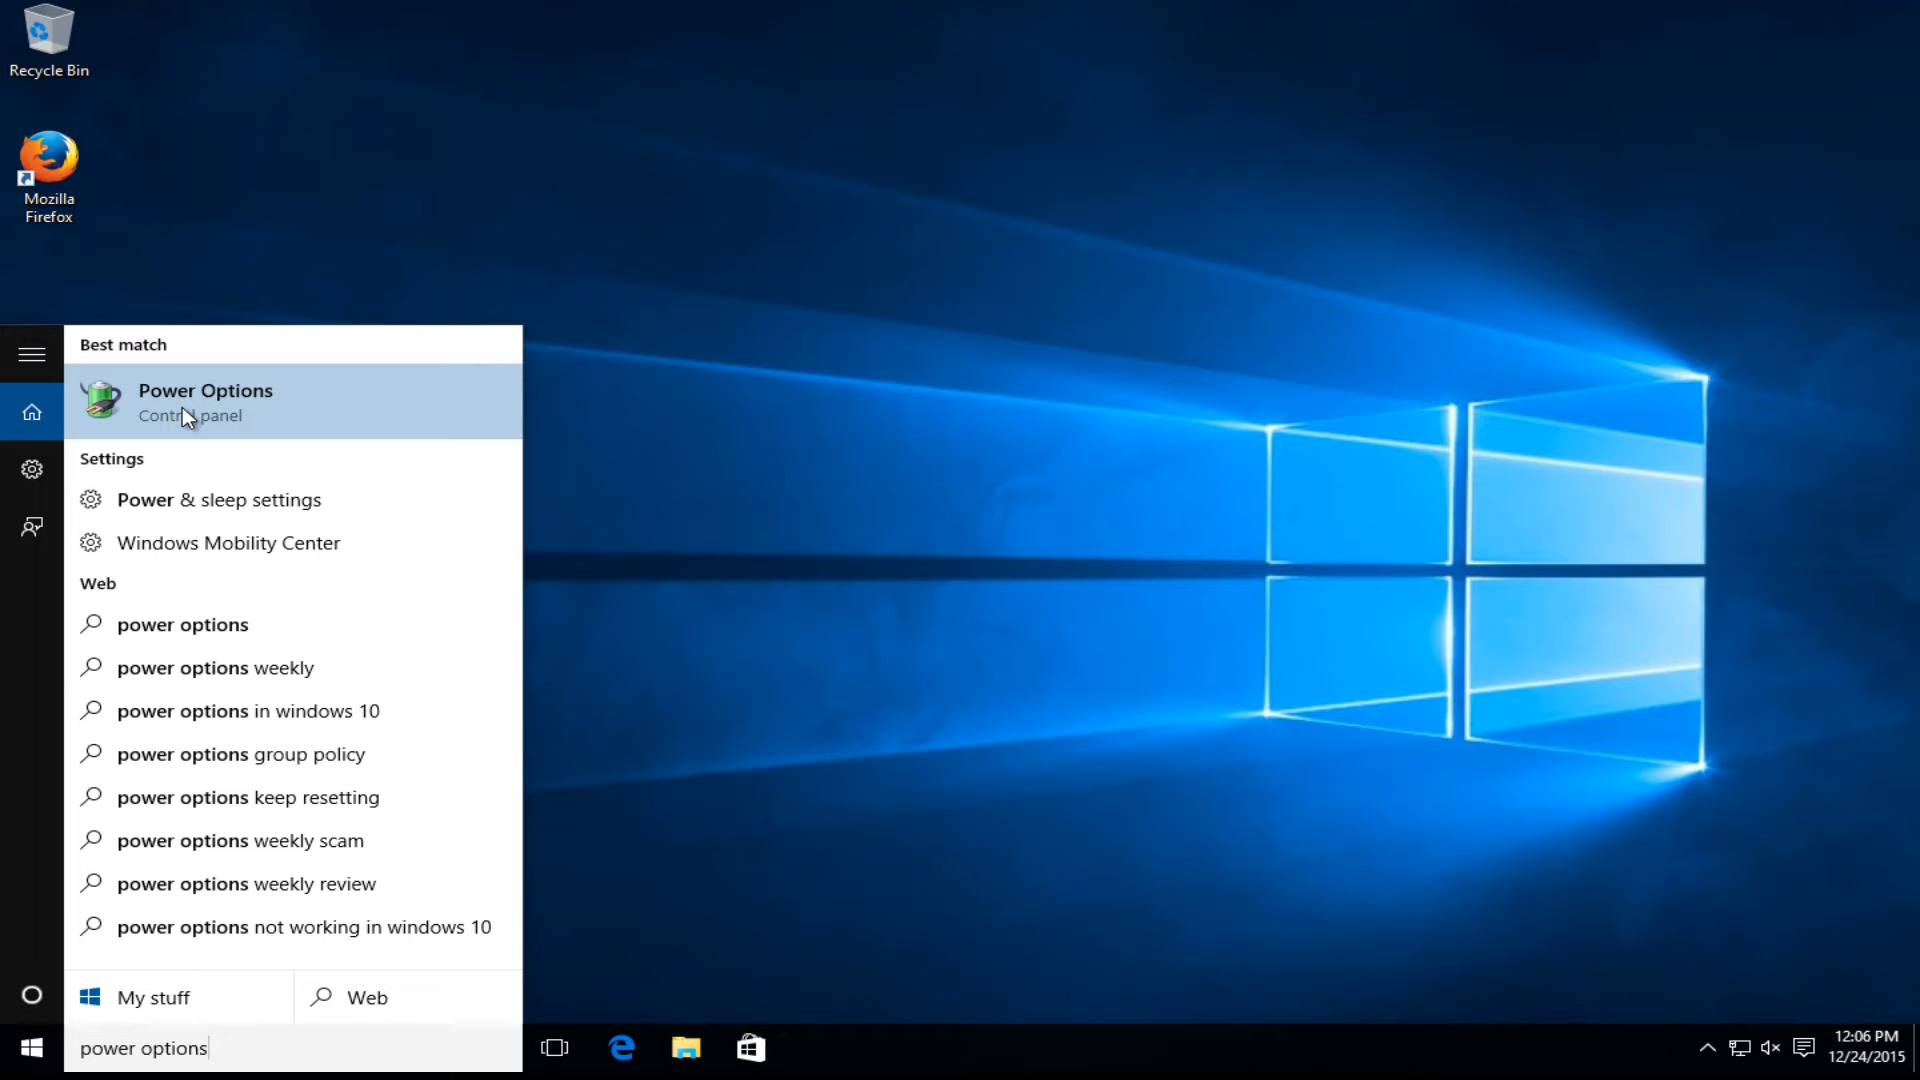 Recycle Bin
Mozilla
Firefox
Best match
Power Options
Control panel
Settings
Power & sleep settings
Windows Mobility Center
Web
power options
power options weekly
power options in windows 10
power options group policy
power options keep resetting
power options weekly scam
power options weekly review
power options not working in windows 10
My stuff
Web
power options
12:06 PM
12/24/2015